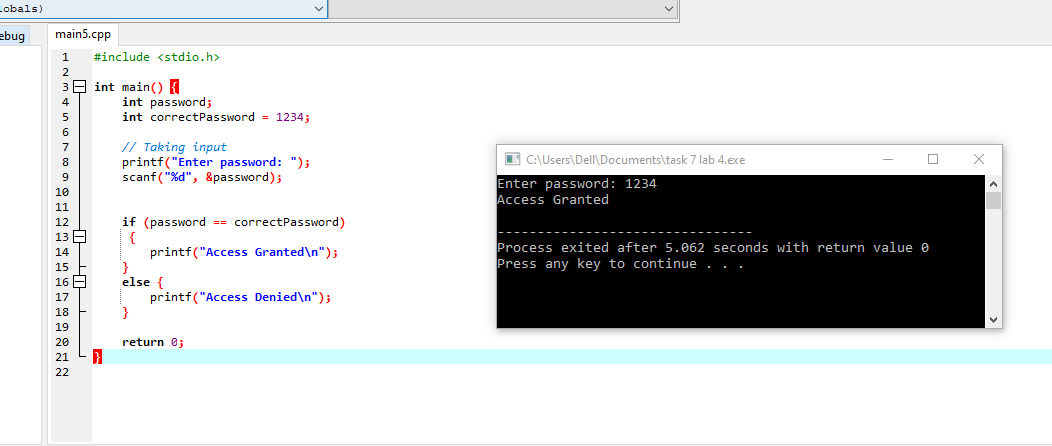 lobals)
ebug
main5.cpp
1 #include <stdio.h>
2
3 int main() {
4 int password;
5 int correctPassword = 1234;
6
7 // Taking input
8 printf("Enter password: ");
9 scanf("%d", &password);
10
11
12 if (password == correctPassword)
13 {
14 printf("Access Granted\n");
15 }
16 else {
17 printf("Access Denied\n");
18 }
19
20 return 0;
21 }
22
C:\Users\Dell\Documents\task 7 lab 4.exe
Enter password: 1234
Access Granted
--------------------------------
Process exited after 5.062 seconds with return value 0
Press any key to continue . . .